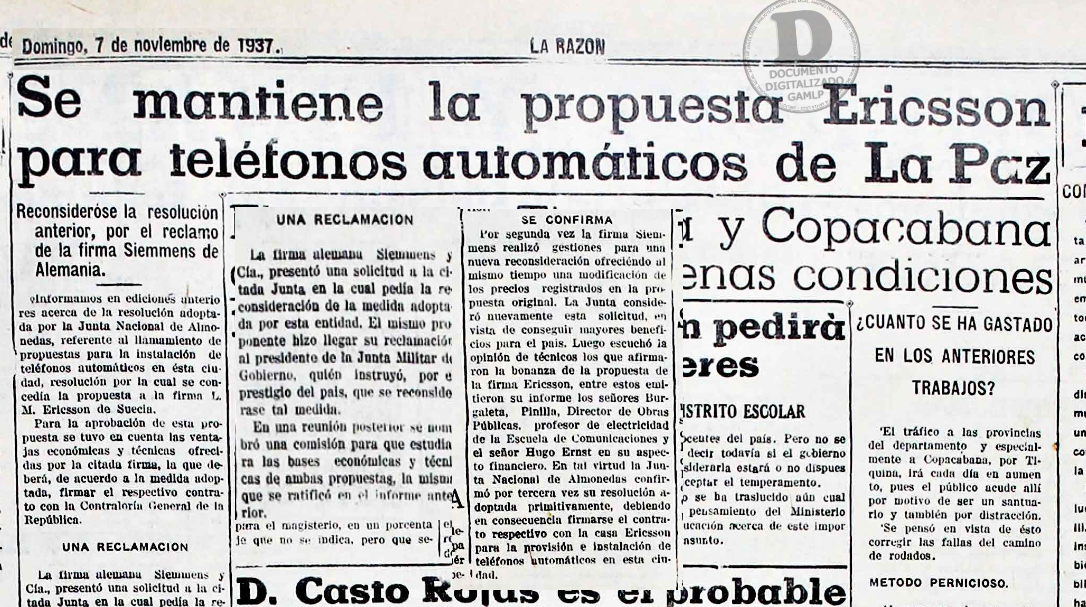 Domingo, 7 de noviembre de 1937.
LA RAZON
D
DOCUMENTO
DIGITALIZADO
GAMLP
Se mantiene la propuesta Ericsson
para teléfonos automáticos de La Paz
Reconsideróse la resolución
anterior, por el reclamo
de la firma Siemmens de
Alemania.
Informamos en ediciones anterio
res acerca de la resolución adopta-
da por la Junta Nacional de Almo-
nedas, referente al llamamiento de
propuestas para la instalación de
teléfonos automáticos en ésta ciu-
dad, resolución por la cual se con-
cedía la propuesta a la firma L.
M. Ericsson de Suecia.
Para la aprobación de esta pro
puesta se tuvo en cuenta las venta-
jas económicas y técnicas ofreci-
das por la citada firma, la que de-
berá, de acuerdo a la medida adop-
tada, firmar el respectivo contra-
to con la Contraloría General de la
República.
UNA RECLAMACION
La firma alemana Siemmens y
Cía., presentó una solicitud a la ci-
tada Junta en la cual pedía la re-
UNA RECLAMACION
La firma alemana Siemmens y
Cía., presentó una solicitud a la ci-
tada Junta en la cual pedía la re
consideración de la medida adopta-
da por esta entidad. El mismo pro
ponente hizo llegar su reclamación
al presidente de la Junta Militar de
Gobierno, quién instruyó, por e
prestigio del país, que se reconside
rase tal medida.
En una reunión posterior se nom
bró una comisión para que estudia
ra las bases económicas y técni
cas de ambas propuestas, la misma
que se ratificó en el informe ante
rior.
para el magisterio, en un porcenta
je que no se indica, pero que se-
SE CONFIRMA
Por segunda vez la firma Siem-
mens realizó gestiones para una
nueva reconsideración ofreciéndo al
mismo tiempo una modificación de
los precios registrados en la pro
puesta original. La Junta conside-
ró nuevamente esta solicitud, en
vista de conseguir mayores benefi-
cios para el país. Luego escuchó la
opinión de técnicos los que afirma-
ron la bonanza de la propuesta de
la firma Ericsson, entre estos emi-
tieron su informe los señores Bur-
galeta, Pinilla, Director de Obras
Públicas, profesor de electricidad
de la Escuela de Comunicaciones y
el señor Hugo Ernst en su aspec-
to financiero. En tal virtud la Jun-
ta Nacional de Almonedas confir-
mó por tercera vez su resolución a-
doptada primitivamente, debiendo
en consecuencia firmarse el contra-
to respectivo con la casa Ericsson
para la provisión e instalación de
teléfonos automáticos en esta ciu-
dad.
y Copacabana
enas condiciones
n pedirà
eres
ISTRITO ESCOLAR
centes del país. Pero no se
decir todavía si el gobierno
siderarla estará o no dispues
ceptar el temperamento.
se ha traslucido aún cual
pensamiento del Ministerio
ucación acerca de este impor
asunto.
¿CUANTO SE HA GASTADO
EN LOS ANTERIORES
TRABAJOS?
'El tráfico a las provincias
del departamento y especial-
mente a Copacabana, por Ti-
quina, irá cada día en aumen
to, pues el público acude allí
por motivo de ser un santua-
rio y también por distracción.
'Se pensó en vista de ésto
corregir las fallas del camino
de rodados.
METODO PERNICIOSO.
D. Casto Rojas es el probable